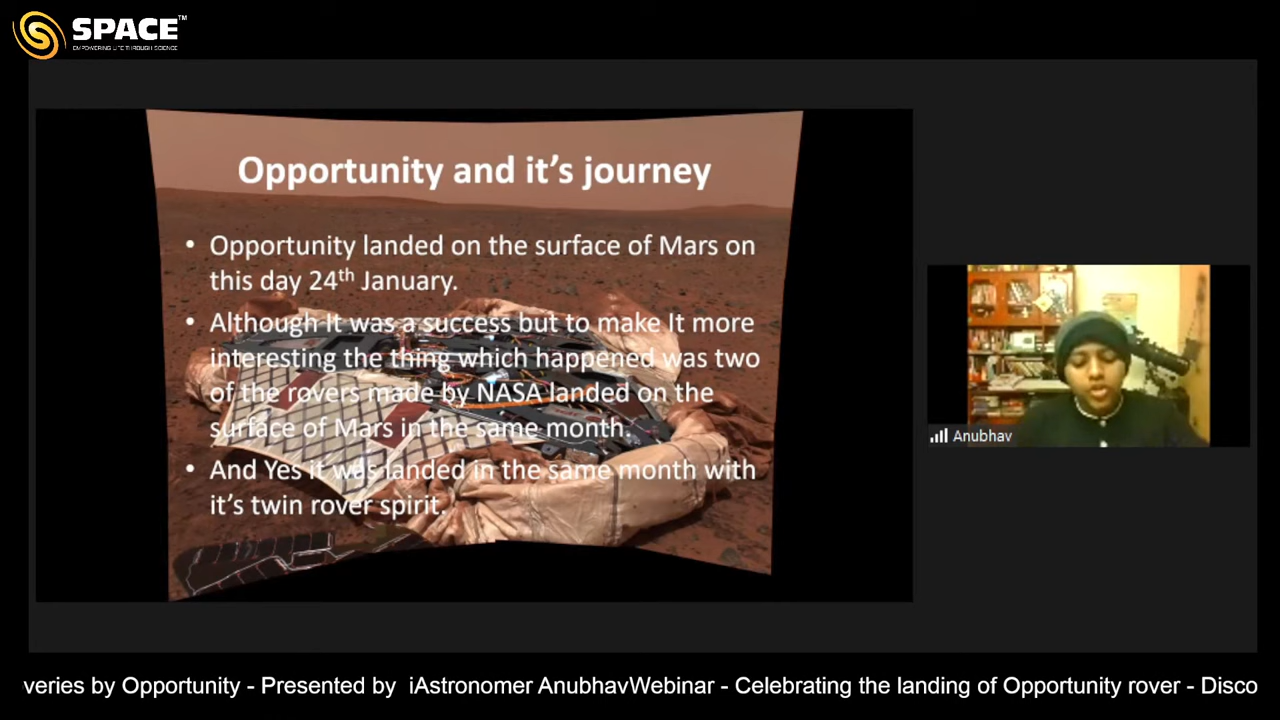 SPACE™
EMPOWERING LIFE THROUGH SCIENCE
Opportunity and it's journey
• Opportunity landed on the surface of Mars on
this day 24th January.
• Although It was a success but to make It more
interesting the thing which happened was two
of the rovers made by NASA landed on the
surface of Mars in the same month.
• And Yes it was landed in the same month with
it's twin rover spirit.
Anubhav
veries by Opportunity - Presented by iAstronomer AnubhavWebinar - Celebrating the landing of Opportunity rover - Disco